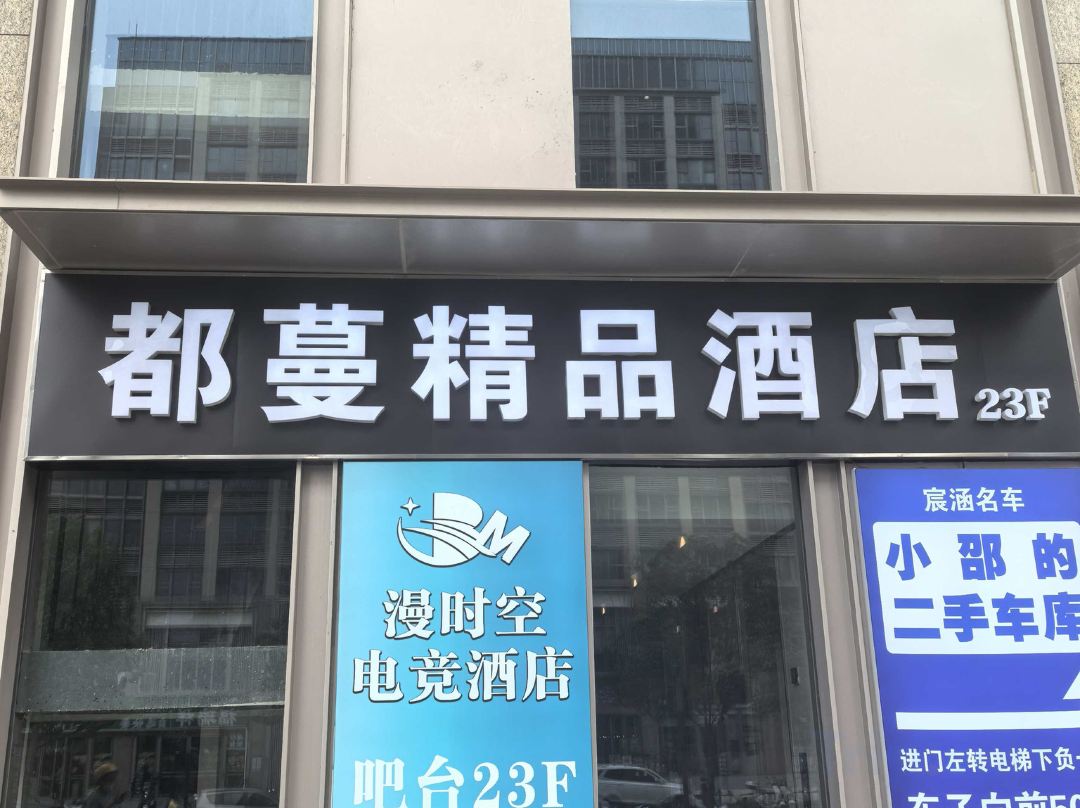 都蔓精品酒店 23F
BM
漫时空
电竞酒店
吧台23F
宸涵名车
小邵的
二手车库
进门左转电梯下负